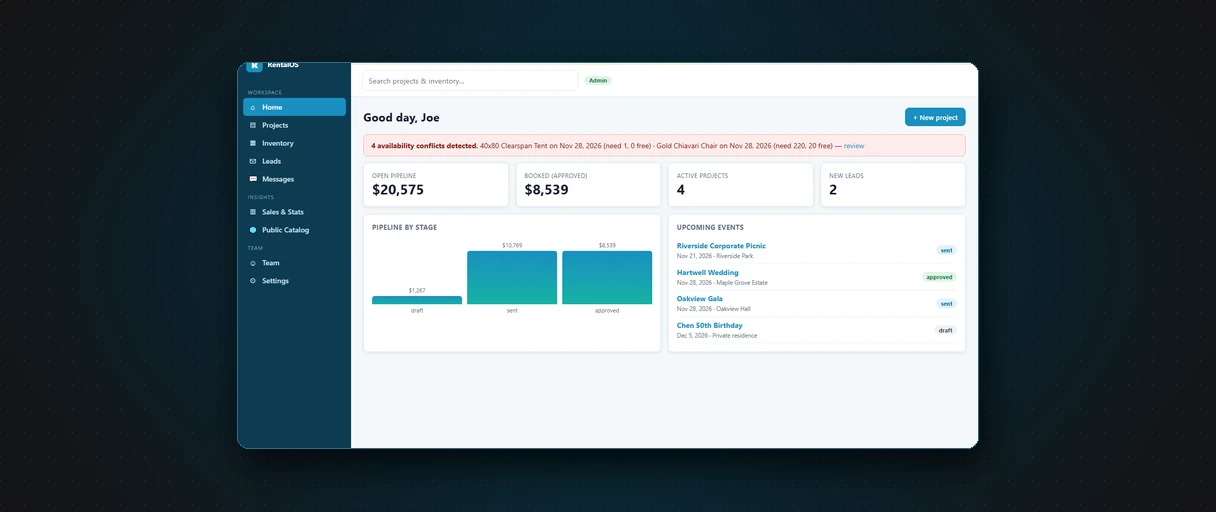 RentalOS
Search projects & inventory...
Admin
WORKSPACE
Home
Projects
Inventory
Leads
Messages
INSIGHTS
Sales & Stats
Public Catalog
TEAM
Team
Settings
Good day, Joe
+ New project
4 availability conflicts detected. 40x80 Clearspan Tent on Nov 28, 2026 (need 1, 0 free) · Gold Chiavari Chair on Nov 28, 2026 (need 220, 20 free) — review
OPEN PIPELINE
$20,575
BOOKED (APPROVED)
$8,539
ACTIVE PROJECTS
4
NEW LEADS
2
PIPELINE BY STAGE
$1,267
draft
$10,769
sent
$8,539
approved
UPCOMING EVENTS
Riverside Corporate Picnic
Nov 21, 2026 · Riverside Park
sent
Hartwell Wedding
Nov 28, 2026 · Maple Grove Estate
approved
Oakview Gala
Nov 28, 2026 · Oakview Hall
sent
Chen 50th Birthday
Dec 5, 2026 · Private residence
draft